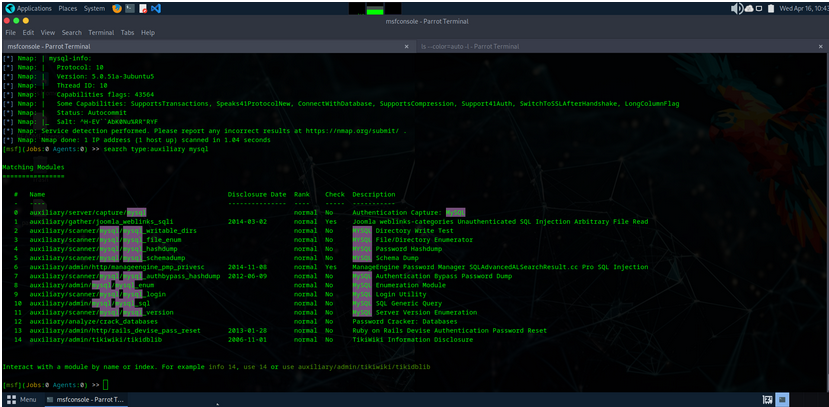 Applications Places System Wed Apr 16, 10:43
msfconsole - Parrot Terminal
File Edit View Search Terminal Tabs Help
msfconsole - Parrot Terminal × ls --color=auto -l - Parrot Terminal ×
[*] Nmap: | mysql-info:
[*] Nmap: |   Protocol: 10
[*] Nmap: |   Version: 5.0.51a-3ubuntu5
[*] Nmap: |   Thread ID: 10
[*] Nmap: |   Capabilities flags: 43564
[*] Nmap: |   Some Capabilities: SupportsTransactions, Speaks41ProtocolNew, ConnectWithDatabase, SupportsCompression, Support41Auth, SwitchToSSLAfterHandshake, LongColumnFlag
[*] Nmap: |   Status: Autocommit
[*] Nmap: |_  Salt:
[*] Nmap: Service detection performed. Please report any incorrect results at https://nmap.org/submit/ .
[*] Nmap: Nmap done: 1 IP address (1 host up) scanned in 1.04 seconds
[msf](Jobs:0 Agents:0) >> search type:auxiliary mysql
Matching Modules
================
#   Name   Disclosure Date   Rank   Check   Description
-   ----   ---------------   ----   -----   -----------
0   auxiliary/server/capture/mysql   normal   No   Authentication Capture: MySQL
1   auxiliary/gather/joomla_weblinks_sqli   2014-03-02   normal   Yes   Joomla weblinks-categories Unauthenticated SQL Injection Arbitrary File Read
2   auxiliary/scanner/mysql/mysql_writable_dirs   normal   No   MYSQL Directory Write Test
3   auxiliary/scanner/mysql/mysql_file_enum   normal   No   MYSQL File/Directory Enumerator
4   auxiliary/scanner/mysql/mysql_hashdump   normal   No   MYSQL Password Hashdump
5   auxiliary/scanner/mysql/mysql_schemadump   normal   No   MYSQL Schema Dump
6   auxiliary/admin/http/manageengine_pmp_privesc   2014-11-08   normal   Yes   ManageEngine Password Manager SQLAdvancedALSearchResult.cc Pro SQL Injection
7   auxiliary/scanner/mysql/mysql_authbypass_hashdump   2012-06-09   normal   No   MySQL Authentication Bypass Password Dump
8   auxiliary/admin/mysql/mysql_enum   normal   No   MySQL Enumeration Module
9   auxiliary/scanner/mysql/mysql_login   normal   No   MySQL Login Utility
10   auxiliary/admin/mysql/mysql_sql   normal   No   MySQL SQL Generic Query
11   auxiliary/scanner/mysql/mysql_version   normal   No   MySQL Server Version Enumeration
12   auxiliary/analyze/crack_databases   normal   No   Password Cracker: Databases
13   auxiliary/admin/http/rails_devise_pass_reset   2013-01-28   normal   No   Ruby on Rails Devise Authentication Password Reset
14   auxiliary/admin/tikiwiki/tikidblib   2006-11-01   normal   No   TikiWiki Information Disclosure
Interact with a module by name or index. For example info 14, use 14 or use auxiliary/admin/tikiwiki/tikidblib
[msf](Jobs:0 Agents:0) >>
Menu msfconsole - Parrot T...